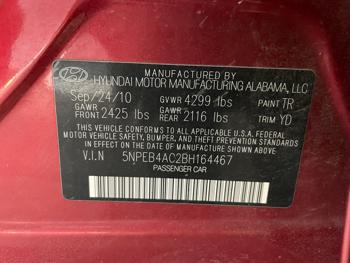 HYUNDAI MOTOR MANUFACTURING ALABAMA, LLC
Sep/24/10 GVWR 4299 lbs PAINT TR
GAWR FRONT 2425 lbs GAWR REAR 2116 lbs TRIM YD
THIS VEHICLE CONFORMS TO ALL APPLICABLE
U.S. FEDERAL MOTOR VEHICLE SAFETY, BUMPER, AND THEFT PREVENTION
STANDARDS IN EFFECT ON THE DATE OF MANUFACTURE SHOWN ABOVE.
V.I.N 5NPEB4AC2BH164467
PASSENGER CAR